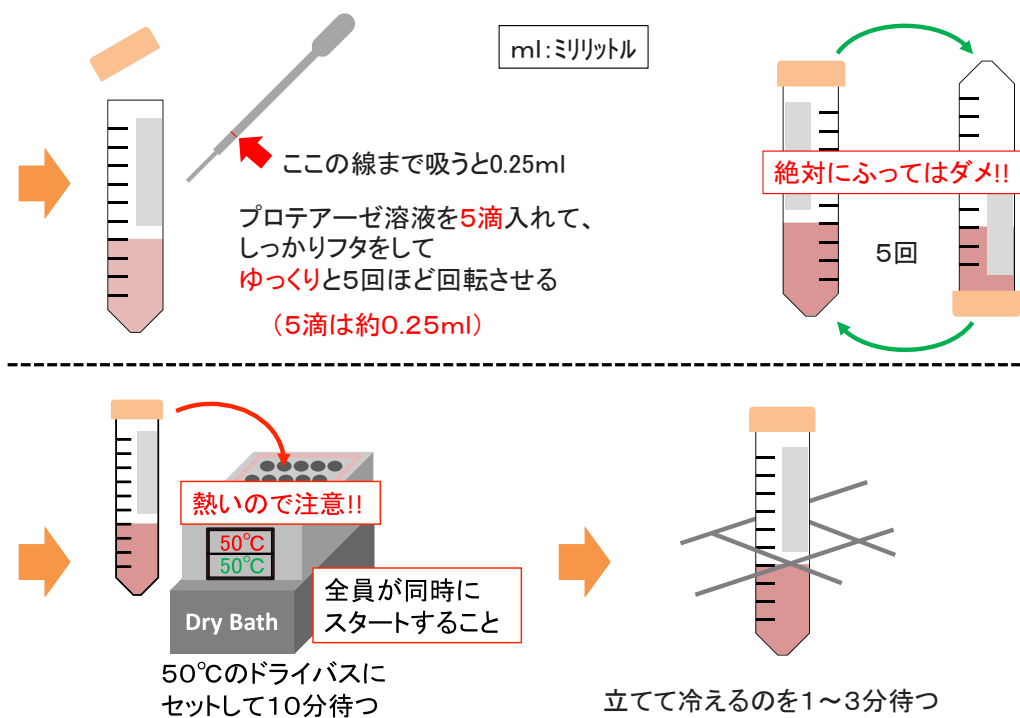 ml:ミリリットル
ここの線まで吸うと0.25ml
プロテアーゼ溶液を5滴入れて、
しっかりフタをして
ゆっくりと5回ほど回転させる
（5滴は約0.25ml）
絶対にふってはダメ!!
5回
熱いので注意!!
50℃
50℃
Dry Bath
全員が同時に
スタートすること
50℃のドライバスに
セットして10分待つ
立てて冷えるのを1～3分待つ